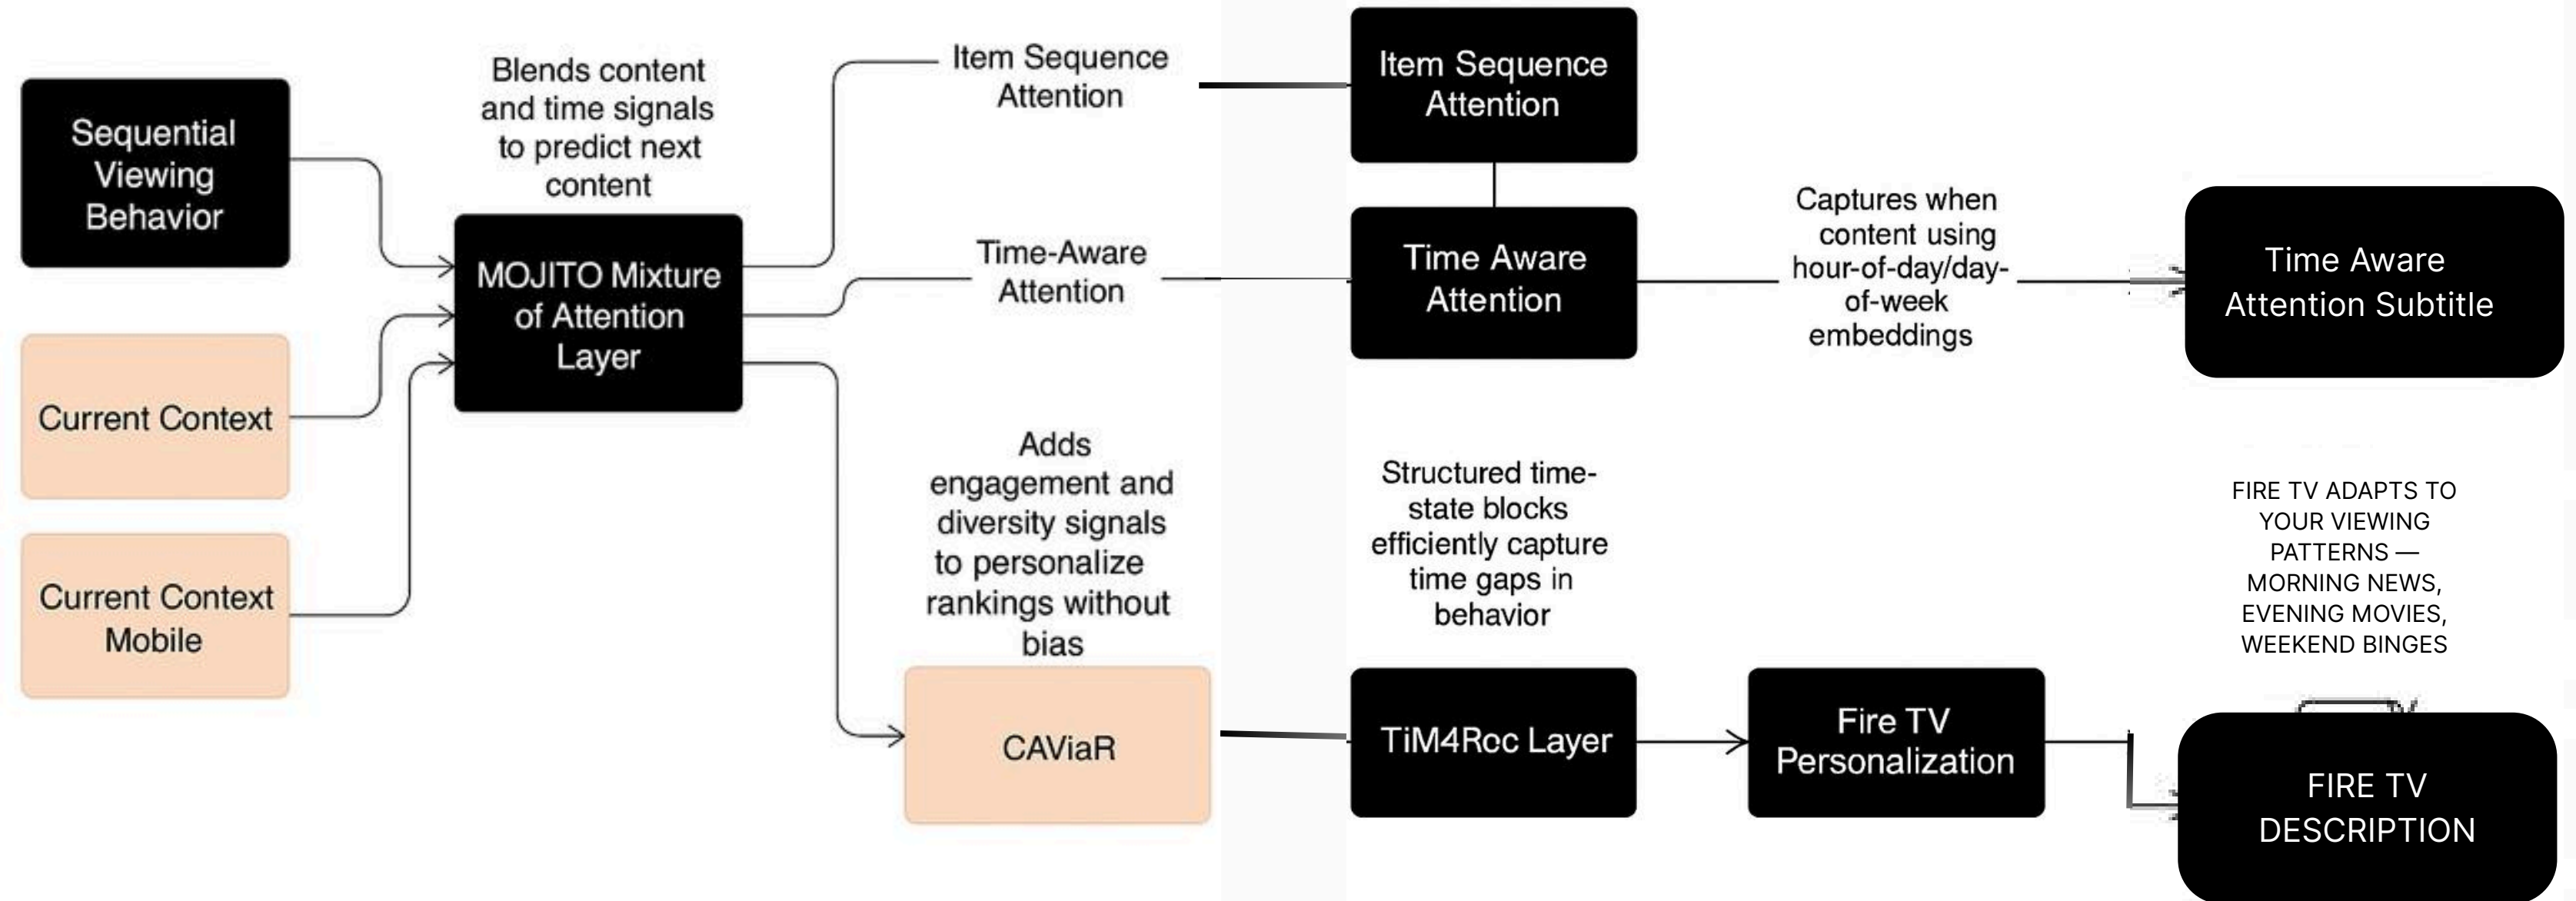 Sequential
Viewing
Behavior
Current Context
Current Context
Mobile
Blends content
and time signals
to predict next
content
MOJITO Mixture
of Attention
Layer
Item Sequence
Attention
Time-Aware
Attention
Adds
engagement and
diversity signals
to personalize
rankings without
bias
CAViaR
Item Sequence
Attention
Time Aware
Attention
Captures when
content using
hour-of-day/day-
of-week
embeddings
Time Aware
Attention Subtitle
Structured time-
state blocks
efficiently capture
time gaps in
behavior
TiM4Roc Layer
Fire TV
Personalization
FIRE TV ADAPTS TO
YOUR VIEWING
PATTERNS —
MORNING NEWS,
EVENING MOVIES,
WEEKEND BINGES
FIRE TV
DESCRIPTION